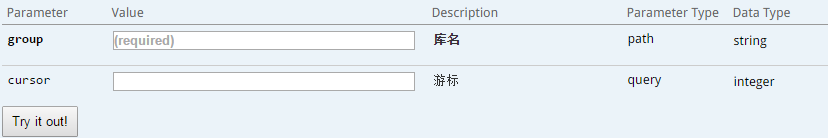 Parameter Value Description Parameter Type Data Type
group (required) 库名 path string
cursor 游标 query integer
Try it out!